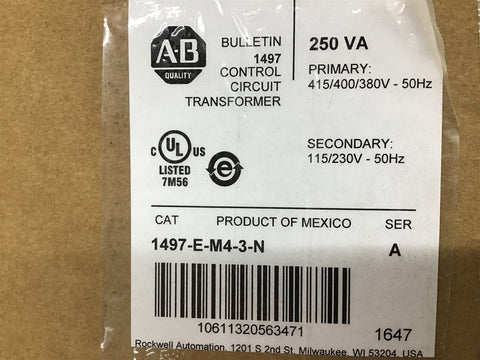 A-B
QUALITY
BULLETIN
1497
CONTROL
CIRCUIT
TRANSFORMER
250 VA
PRIMARY:
415/400/380V - 50Hz
SECONDARY:
115/230V - 50Hz
C UL US
LISTED
7M56
e
CAT PRODUCT OF MEXICO SER
1497-E-M4-3-N A
10611320563471 1647
Rockwell Automation, 1201 S 2nd St, Milwaukee, WI 53204, USA